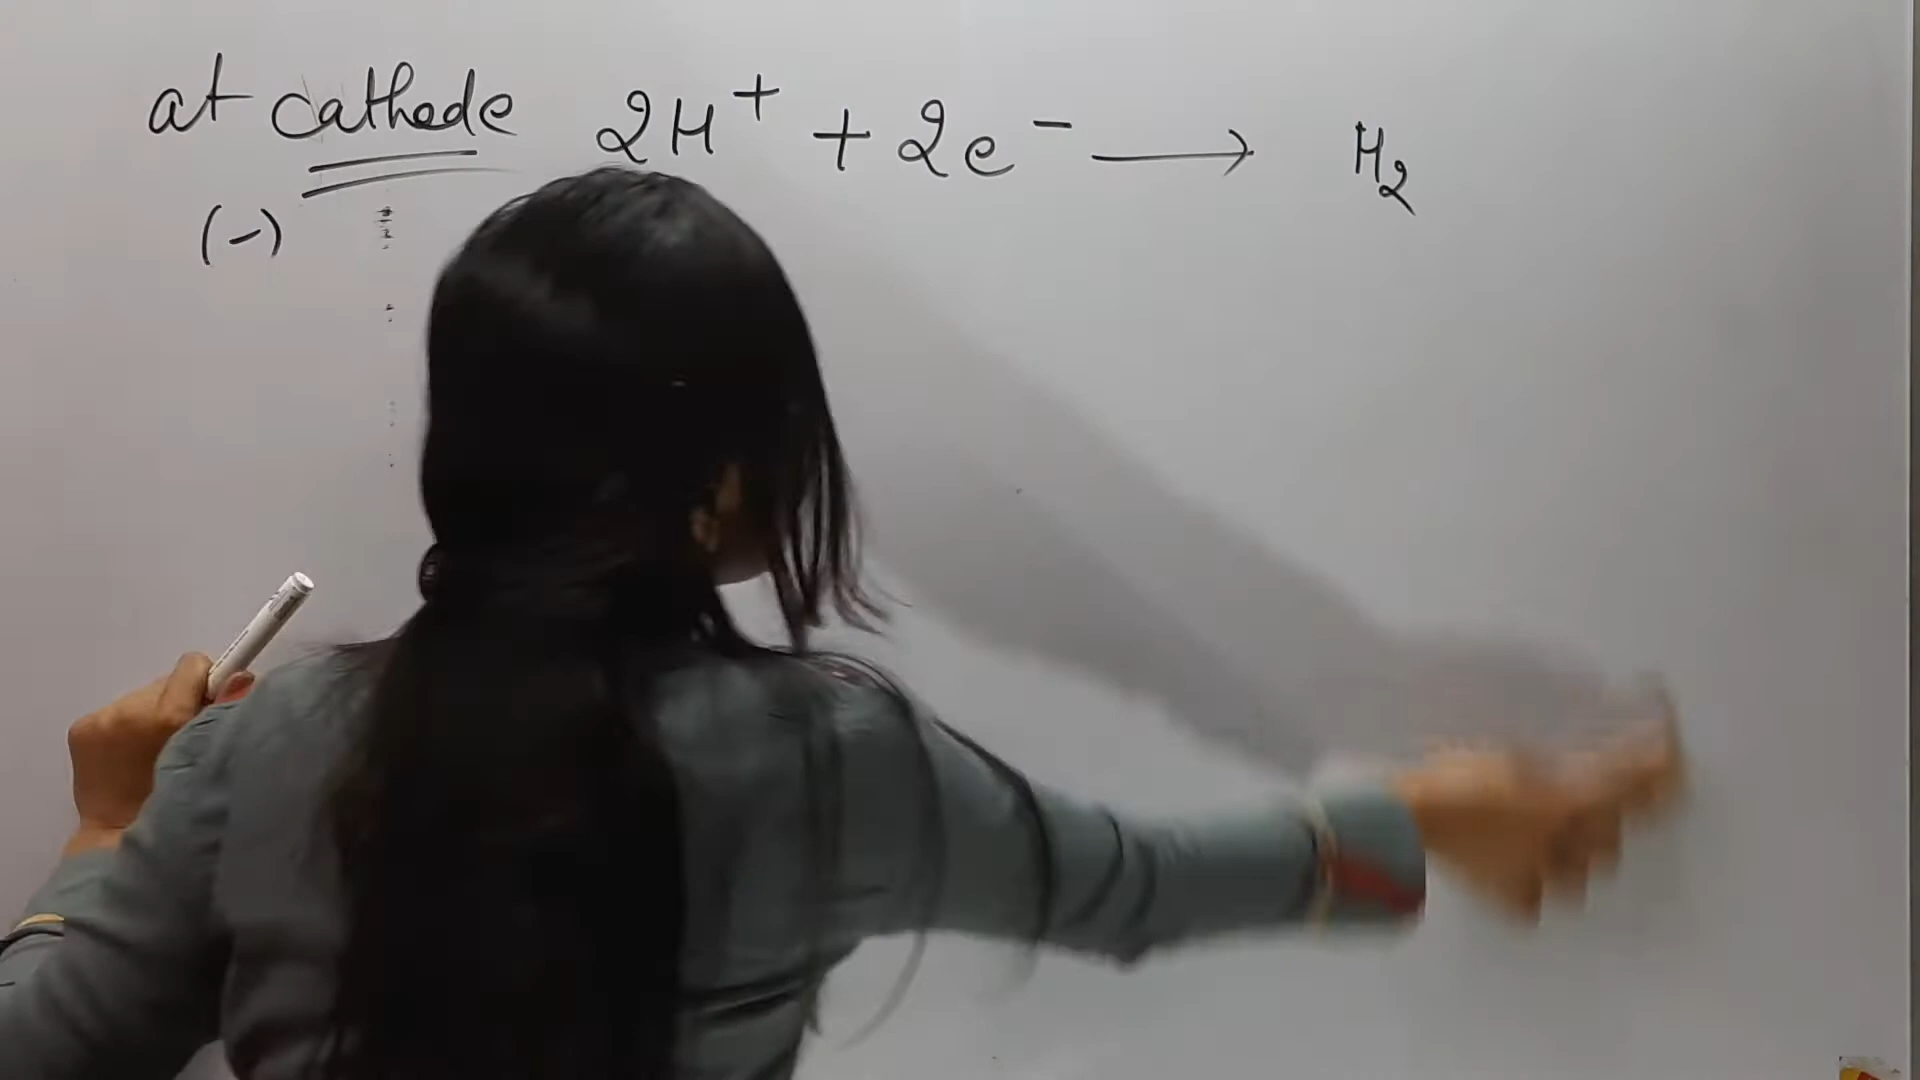 at cathode 2H⁺ + 2e⁻ ⟶ H₂
(-)